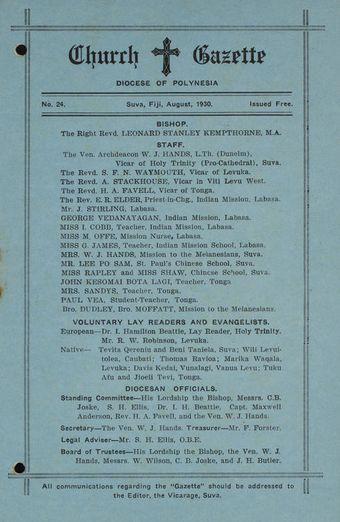 Church Gazette
DIOCESE OF POLYNESIA
No. 24. Suva, Fiji, August, 1930. Issued Free.
BISHOP.
The Right Revd. LEONARD STANLEY KEMPTHORNE, M.A.
STAFF.
The Ven. Archdeacon W. J. HANDS, L.Th. (Dunelm),
Vicar of Holy Trinity (Pro-Cathedral), Suva.
The Revd. S. F. N. WAYMOUTH, Vicar of Levuka.
The Revd. A. STACKHOUSE, Vicar in Viti Levu West.
The Revd. H. A. FAVELL, Vicar of Tonga.
The Rev. E. R. ELDER, Priest-in-Chg., Indian Mission, Labasa.
Mr. J. STIRLING, Labasa.
GEORGE VEDANAYAGAN, Indian Mission, Labasa.
MISS I. COBB, Teacher, Indian Mission, Labasa.
MISS M. OFFE, Mission Nurse, Labasa.
MISS G. JAMES, Teacher, Indian Mission School, Labasa.
MRS. W. J. HANDS, Mission to the Melanesians, Suva.
MR. LEE PO SAM, St. Paul's Chinese School, Suva.
MISS RAPLEY and MISS SHAW, Chinese School, Suva.
JOHN KESOMAI BOTA LAGI, Teacher, Tonga
MRS. SANDYS, Teacher, Tonga.
PAUL VEA, Student-Teacher, Tonga.
Bro. DUDLEY, Bro. MOFFATT, Mission to the Melanesians.
VOLUNTARY LAY READERS AND EVANGELISTS.
European—Dr. I. Hamilton Beattie, Lay Reader, Holy Trinity.
Mr. R. W. Robinson, Levuka.
Native— Tevita Qereniu and Beni Taniela, Suva; Wili Levui-
tolea, Caubati; Thomas Ravloa; Marika Waqala,
Levuka; Davis Kedai, Vunalagi, Vanua Levu; Tuku
Afu and Jioeli Tevi, Tonga.
DIOCESAN OFFICIALS.
Standing Committee—His Lordship the Bishop, Messrs. C.B.
Joske, S. H. Ellis, Dr. I. H. Beattie, Capt. Maxwell
Anderson, Rev. H. A. Favell, and the Ven. W. J. Hands.
Secretary—The Ven. W. J. Hands. Treasurer—Mr. F. Forster.
Legal Adviser—Mr. S. H. Ellis, O.B.E.
Board of Trustees—His Lordship the Bishop, the Ven. W. J.
Hands, Messrs. W. Wilson, C. B. Joske, and J. H. Butler.
All communications regarding the "Gazette" should be addressed to
the Editor, the Vicarage, Suva.